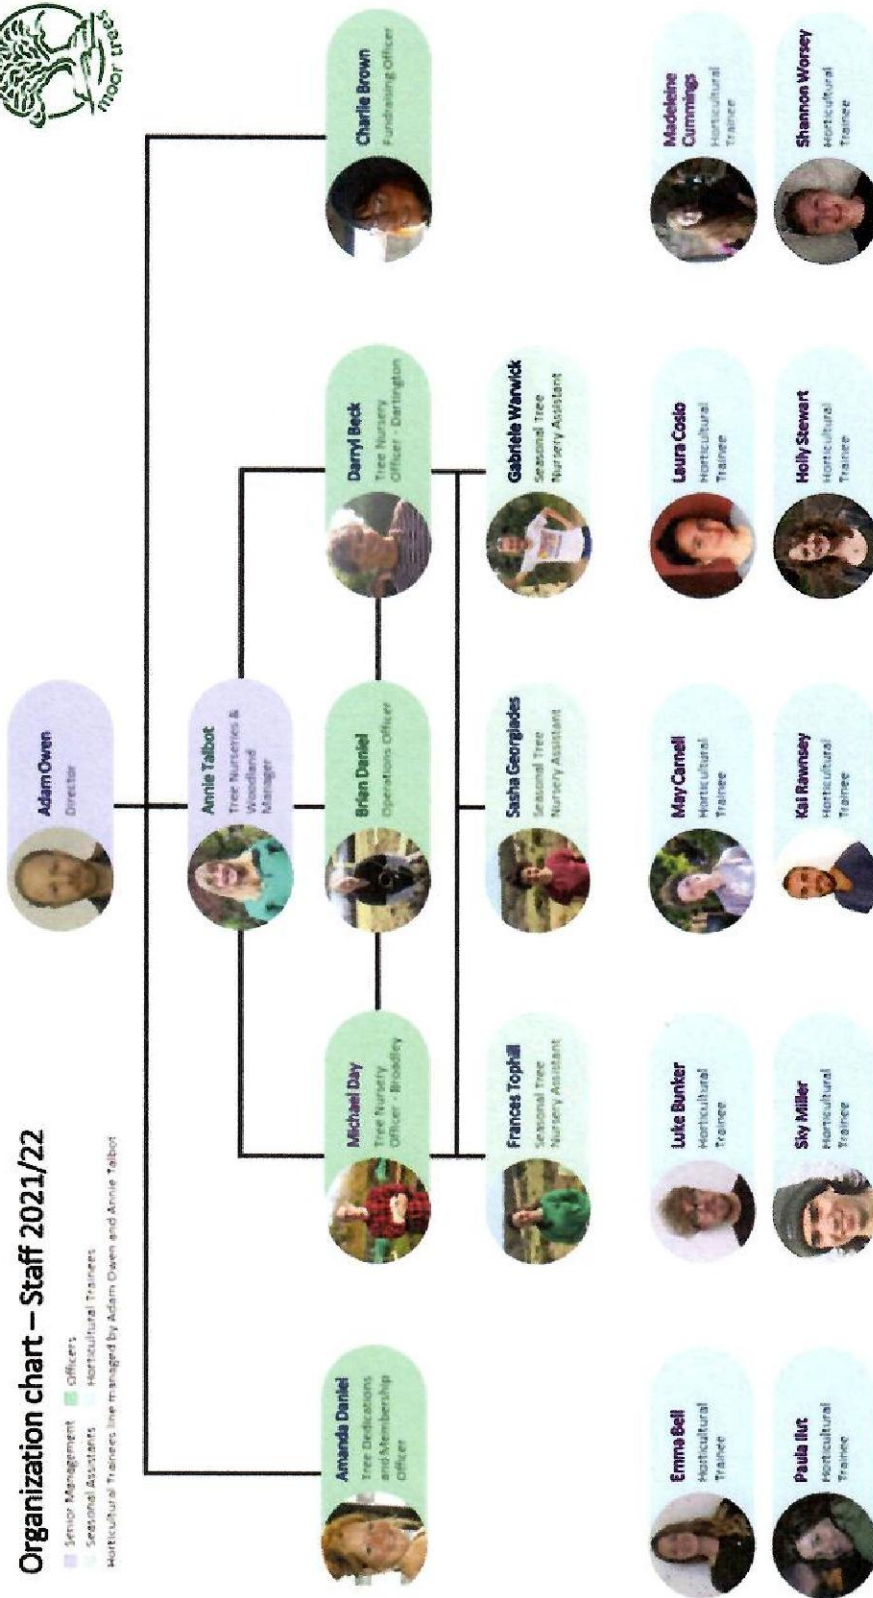 Organization chart – Staff 2021/22
Senior Management
Officers
Seasonal Assistants
Horticultural Trainees
Horticultural Trainees line managed by Adam Owen and Annie Talbot
moor trees
Adam Owen
Director
Annie Talbot
Tree Nurseries &
Woodland
Manager
Amanda Daniel
Tree Dedications
and Membership
Officer
Michael Day
Tree Nursery
Officer - Broadley
Brian Daniel
Operations Officer
Darryl Beck
Tree Nursery
Officer - Dartington
Charlie Brown
Fundraising Officer
Frances Tophill
Seasonal Tree
Nursery Assistant
Sasha Georgiades
Seasonal Tree
Nursery Assistant
Gabriele Warwick
Seasonal Tree
Nursery Assistant
Emma Bell
Horticultural
Trainee
Luke Bunker
Horticultural
Trainee
May Carnell
Horticultural
Trainee
Laura Cosio
Horticultural
Trainee
Madeleine
Cummings
Horticultural
Trainee
Paula Ilut
Horticultural
Trainee
Sky Miller
Horticultural
Trainee
Kai Rawnsey
Horticultural
Trainee
Holly Stewart
Horticultural
Trainee
Shannon Worsey
Horticultural
Trainee